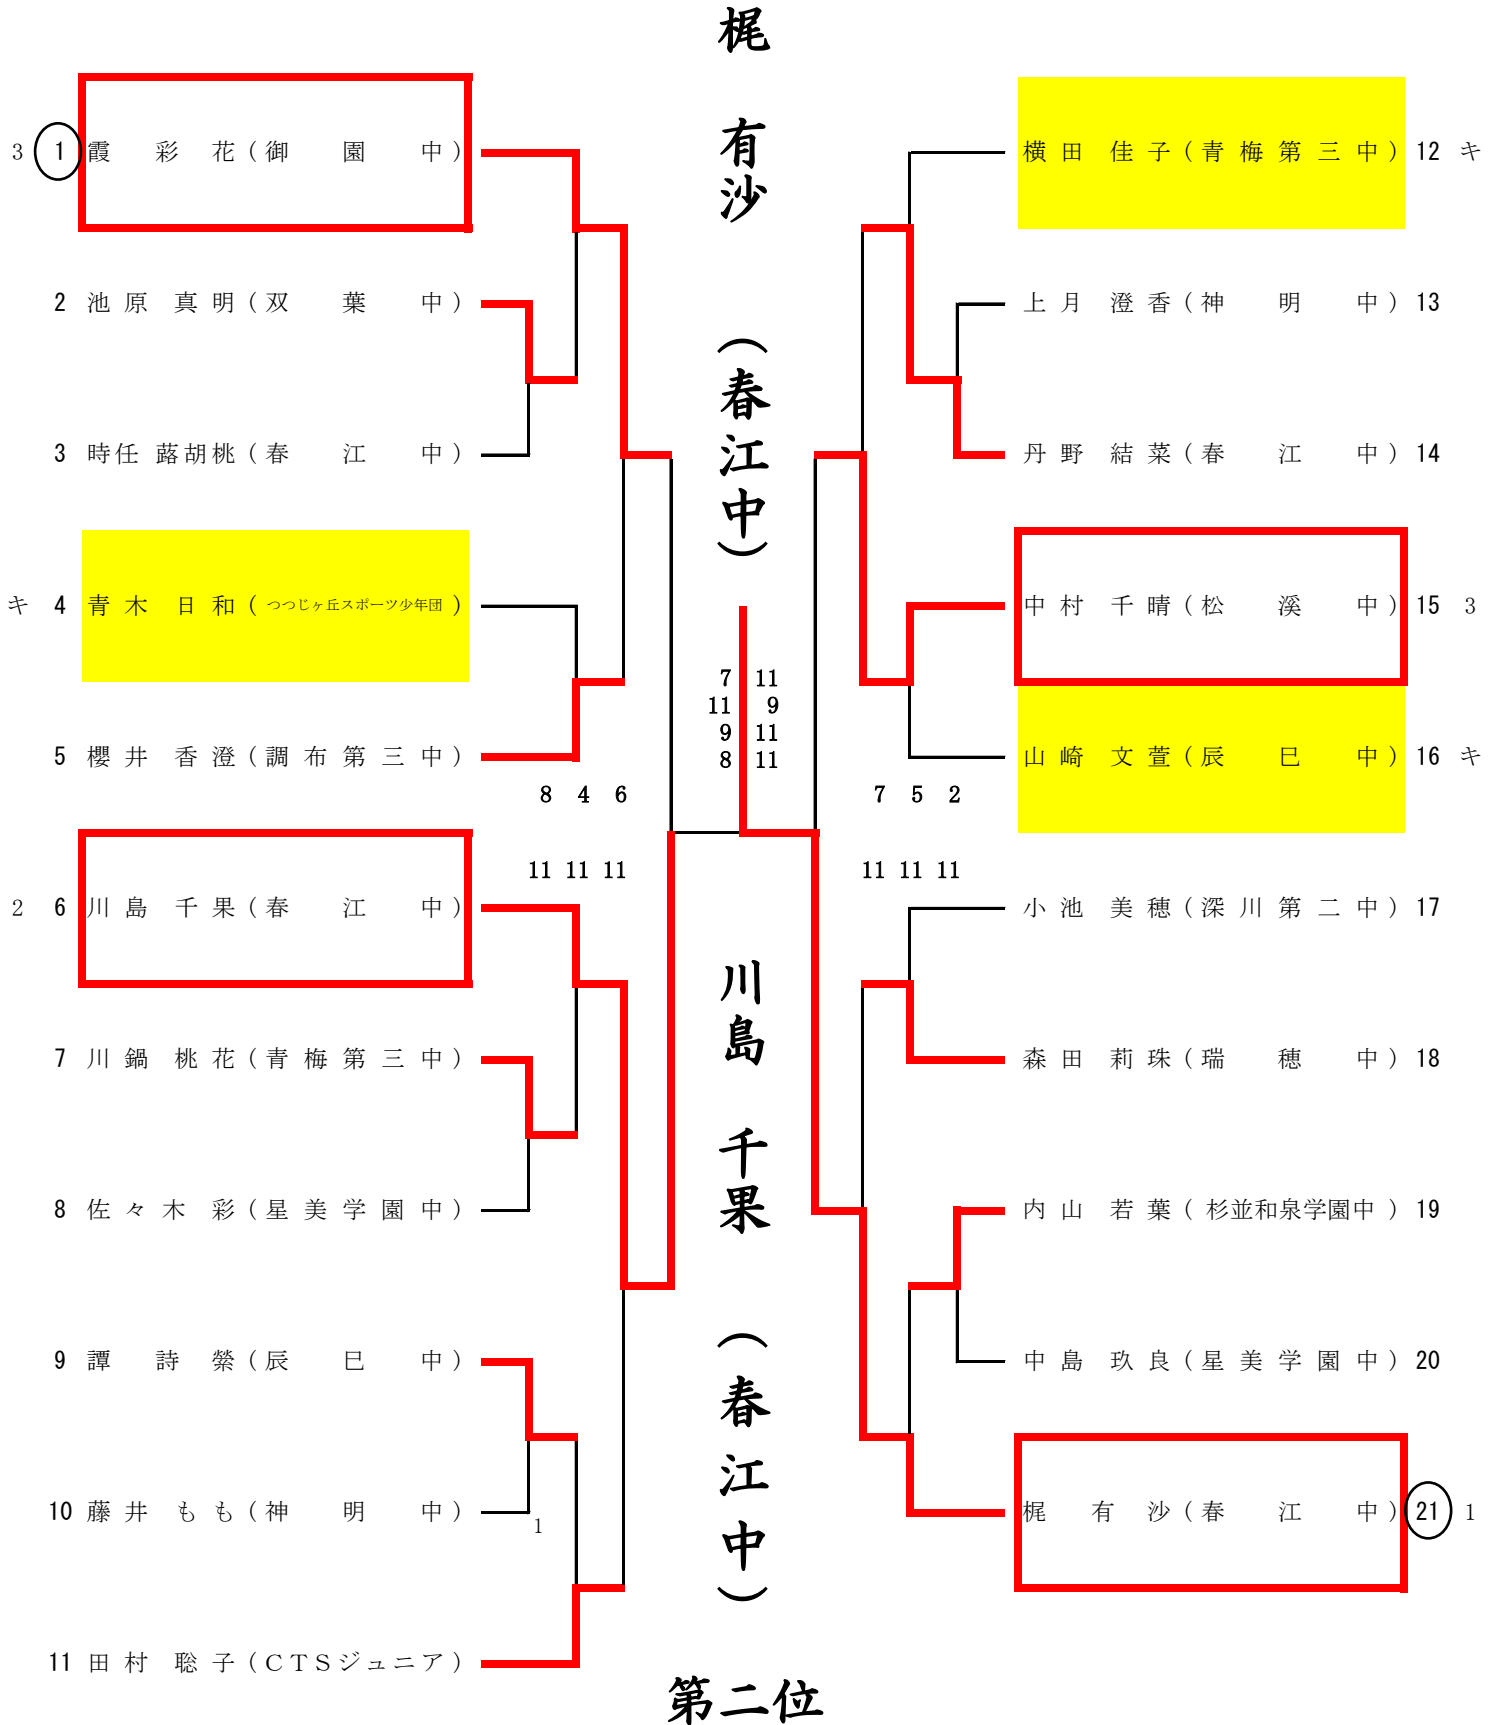 梶 有沙 (春江中)
3 1 霞 彩 花 ( 御 園 中 )
2 池 原 真 明 ( 双 葉 中 )
3 時任 蕗胡桃 ( 春 江 中 )
キ 4 青 木 日 和 ( つつじヶ丘スポーツ少年団 )
5 櫻 井 香 澄 ( 調 布 第 三 中 )
8 4 6
11 11 11
2 6 川 島 千 果 ( 春 江 中 )
7 川 鍋 桃 花 ( 青 梅 第 三 中 )
8 佐 々 木 彩 ( 星 美 学 園 中 )
9 譚 詩 縈 ( 辰 巳 中 )
10 藤 井 も も ( 神 明 中 )
1
11 田 村 聡 子 ( CTSジュニア )
7 11
11 9
9 11
8 11
川島 千果 (春江中)
第二位
横 田 佳 子 ( 青 梅 第 三 中 ) 12 キ
上 月 澄 香 ( 神 明 中 ) 13
丹 野 結 菜 ( 春 江 中 ) 14
中 村 千 晴 ( 松 溪 中 ) 15 3
山 崎 文 萱 ( 辰 巳 中 ) 16 キ
7 5 2
11 11 11
小 池 美 穂 ( 深 川 第 二 中 ) 17
森 田 莉 珠 ( 瑞 穂 中 ) 18
内 山 若 葉 ( 杉並和泉学園中 ) 19
中 島 玖 良 ( 星 美 学 園 中 ) 20
梶 有 沙 ( 春 江 中 ) 21 1